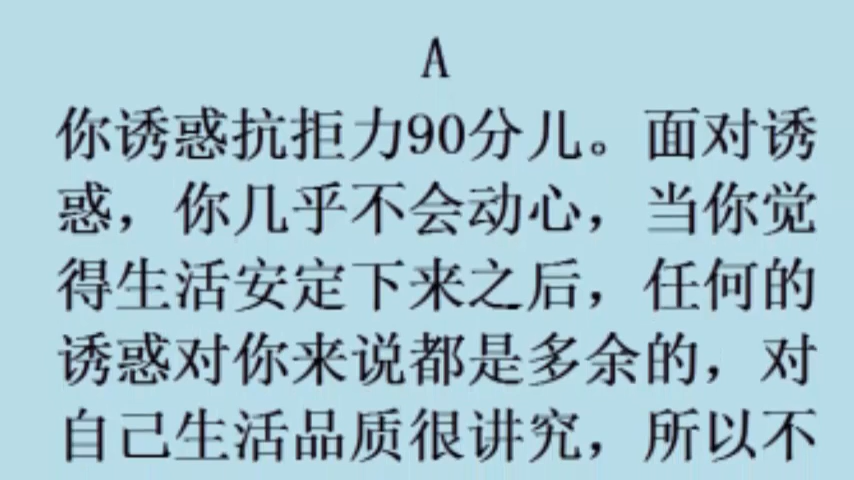 A
你诱惑抗拒力90分儿。面对诱
惑，你几乎不会动心，当你觉
得生活安定下来之后，任何的
诱惑对你来说都是多余的，对
自己生活品质很讲究，所以不